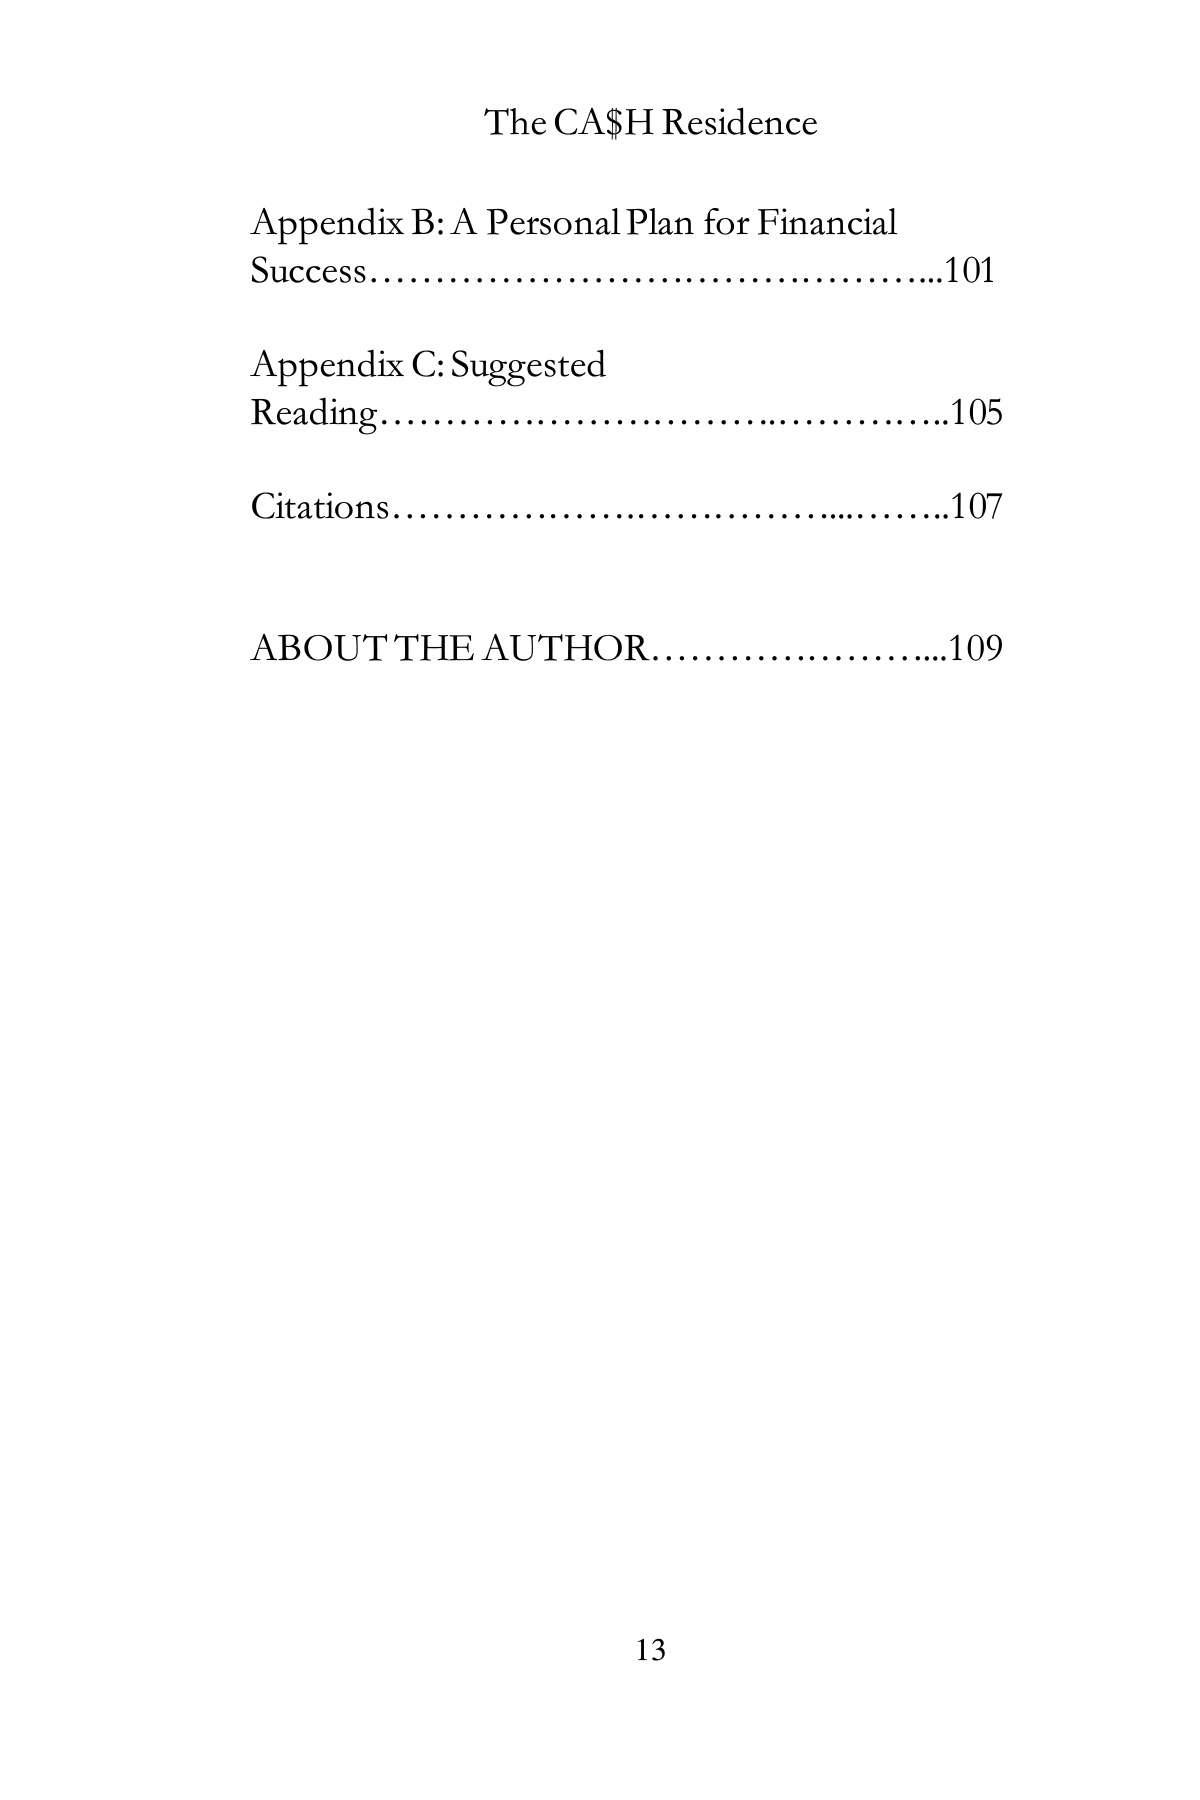 The CA$H Residence
Appendix B: A Personal Plan for Financial
Success……………………………………...101
Appendix C: Suggested
Reading……………………….……….…..105
Citations……………….……………....……..107
ABOUT THE AUTHOR…………………....109
13